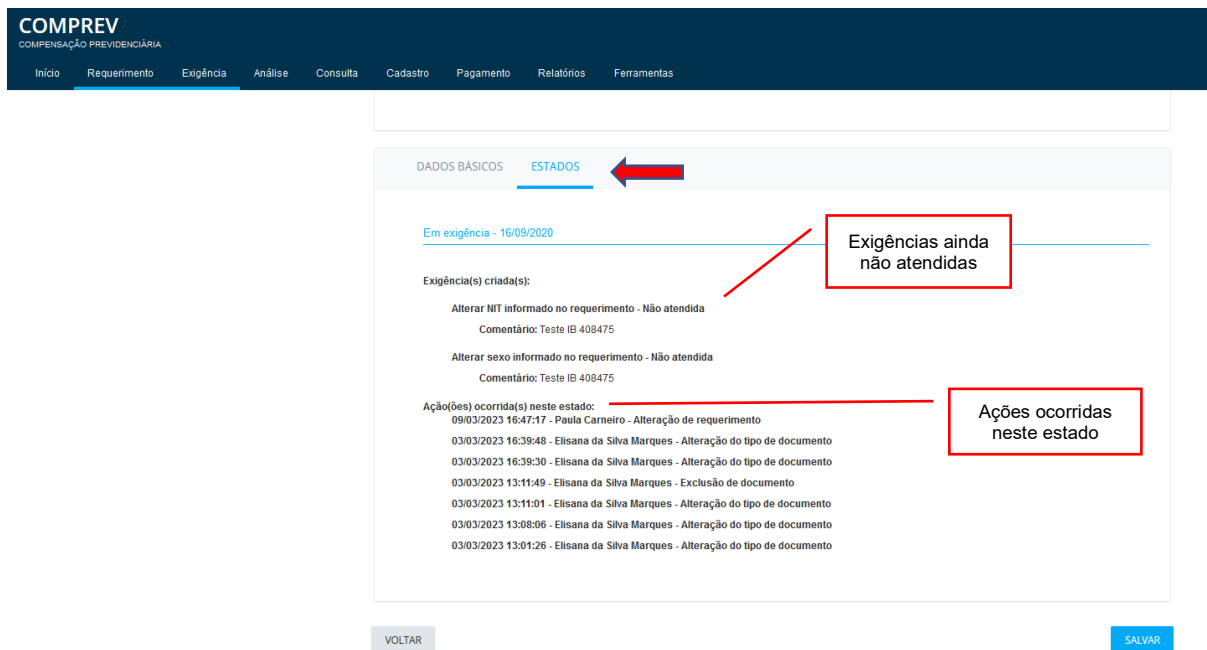 COMPREV
COMPENSAÇÃO PREVIDENCIÁRIA
Início Requerimento Exigência Análise Consulta Cadastro Pagamento Relatórios Ferramentas
DADOS BÁSICOS ESTADOS
Em exigência - 16/09/2020
Exigências ainda
não atendidas
Exigência(s) criada(s):
Alterar NIT informado no requerimento - Não atendida
Comentário: Teste IB 408475
Alterar sexo informado no requerimento - Não atendida
Comentário: Teste IB 408475
Ação(ões) ocorrida(s) neste estado:
Ações ocorridas
neste estado
09/03/2023 16:47:17 - Paula Carneiro - Alteração de requerimento
03/03/2023 16:39:48 - Elisana da Silva Marques - Alteração do tipo de documento
03/03/2023 16:39:30 - Elisana da Silva Marques - Alteração do tipo de documento
03/03/2023 13:11:49 - Elisana da Silva Marques - Exclusão de documento
03/03/2023 13:11:01 - Elisana da Silva Marques - Alteração do tipo de documento
03/03/2023 13:08:06 - Elisana da Silva Marques - Alteração do tipo de documento
03/03/2023 13:01:26 - Elisana da Silva Marques - Alteração do tipo de documento
VOLTAR SALVAR